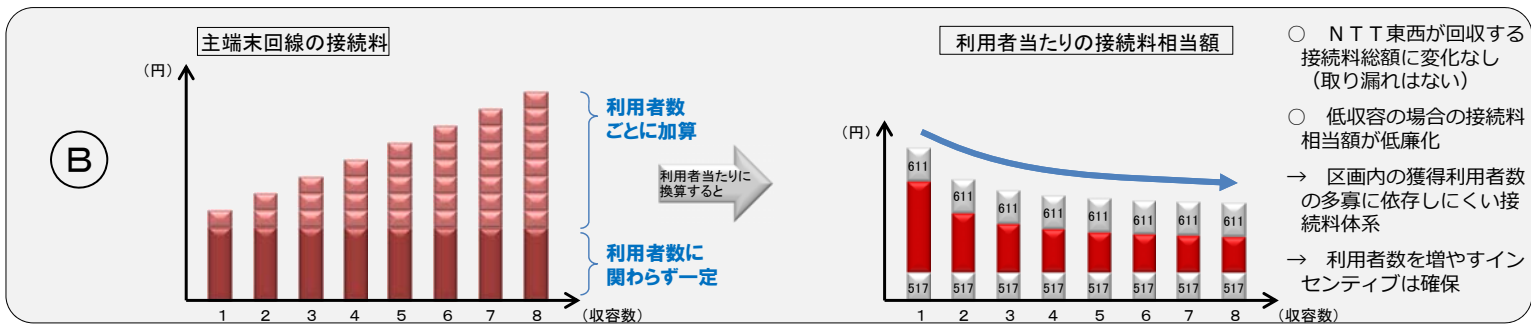 Ｂ
主端末回線の接続料
（円）
利用者数
ごとに加算
利用者数に
関わらず一定
1 2 3 4 5 6 7 8 （収容数）
利用者当たりに
換算すると
利用者当たりの接続料相当額
（円）
611 611 611 611 611 611 611 611
517 517 517 517 517 517 517 517
1 2 3 4 5 6 7 8 （収容数）
○　ＮＴＴ東西が回収する
接続料総額に変化なし
（取り漏れはない）
○　低収容の場合の接続料
相当額が低廉化
→　区画内の獲得利用者数
の多寡に依存しにくい接
続料体系
→　利用者数を増やすイン
センティブは確保